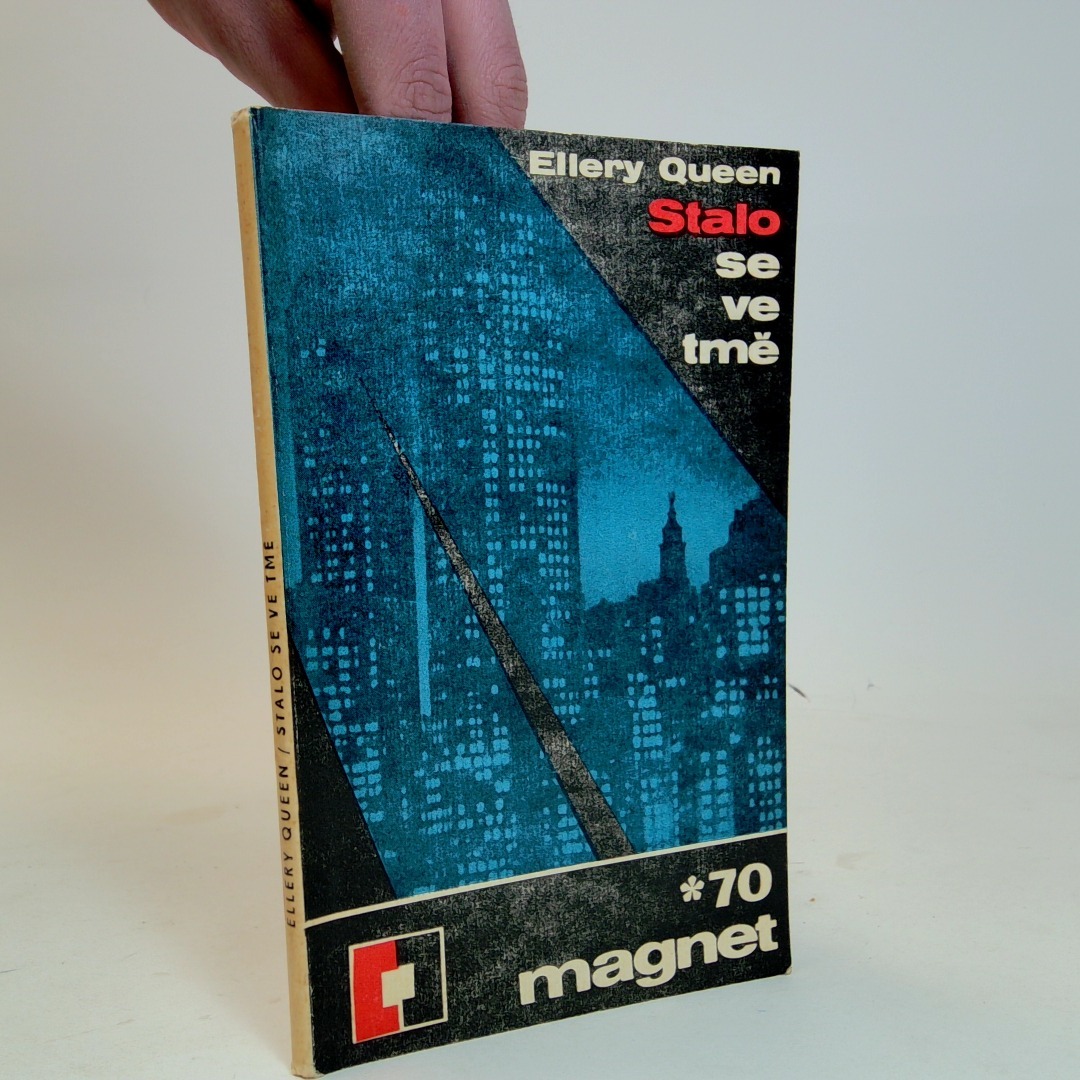 Ellery Queen
Stalo
se
ve
tmě
*70
magnet
ELLERY QUEEN / STALO SE VE TMĚ